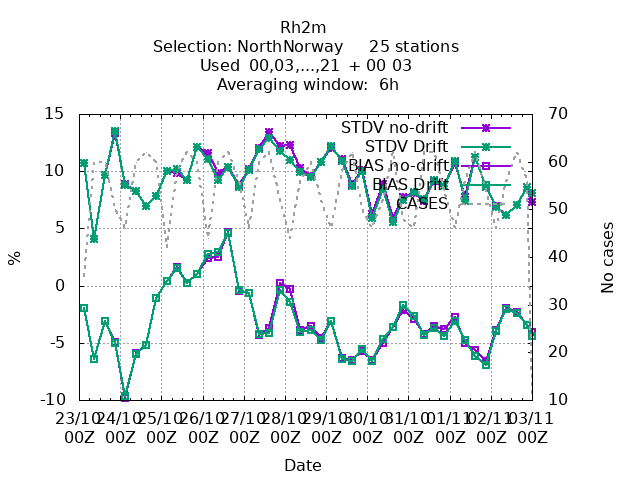 Rh2m
Selection: NorthNorway 25 stations
Used 00,03,...,21 + 00 03
Averaging window: 6h
15 70
STDV no-drift
STDV Drift
10 60
BIAS no-drift
BIAS Drift
CASES
5 50
% 0 40 No cases
-5 30
20
-10 10
23/10 24/10 25/10 26/10 27/10 28/10 29/10 30/10 31/10 01/11 02/11 03/11
00Z 00Z 00Z 00Z 00Z 00Z 00Z 00Z 00Z 00Z 00Z 00Z
Date